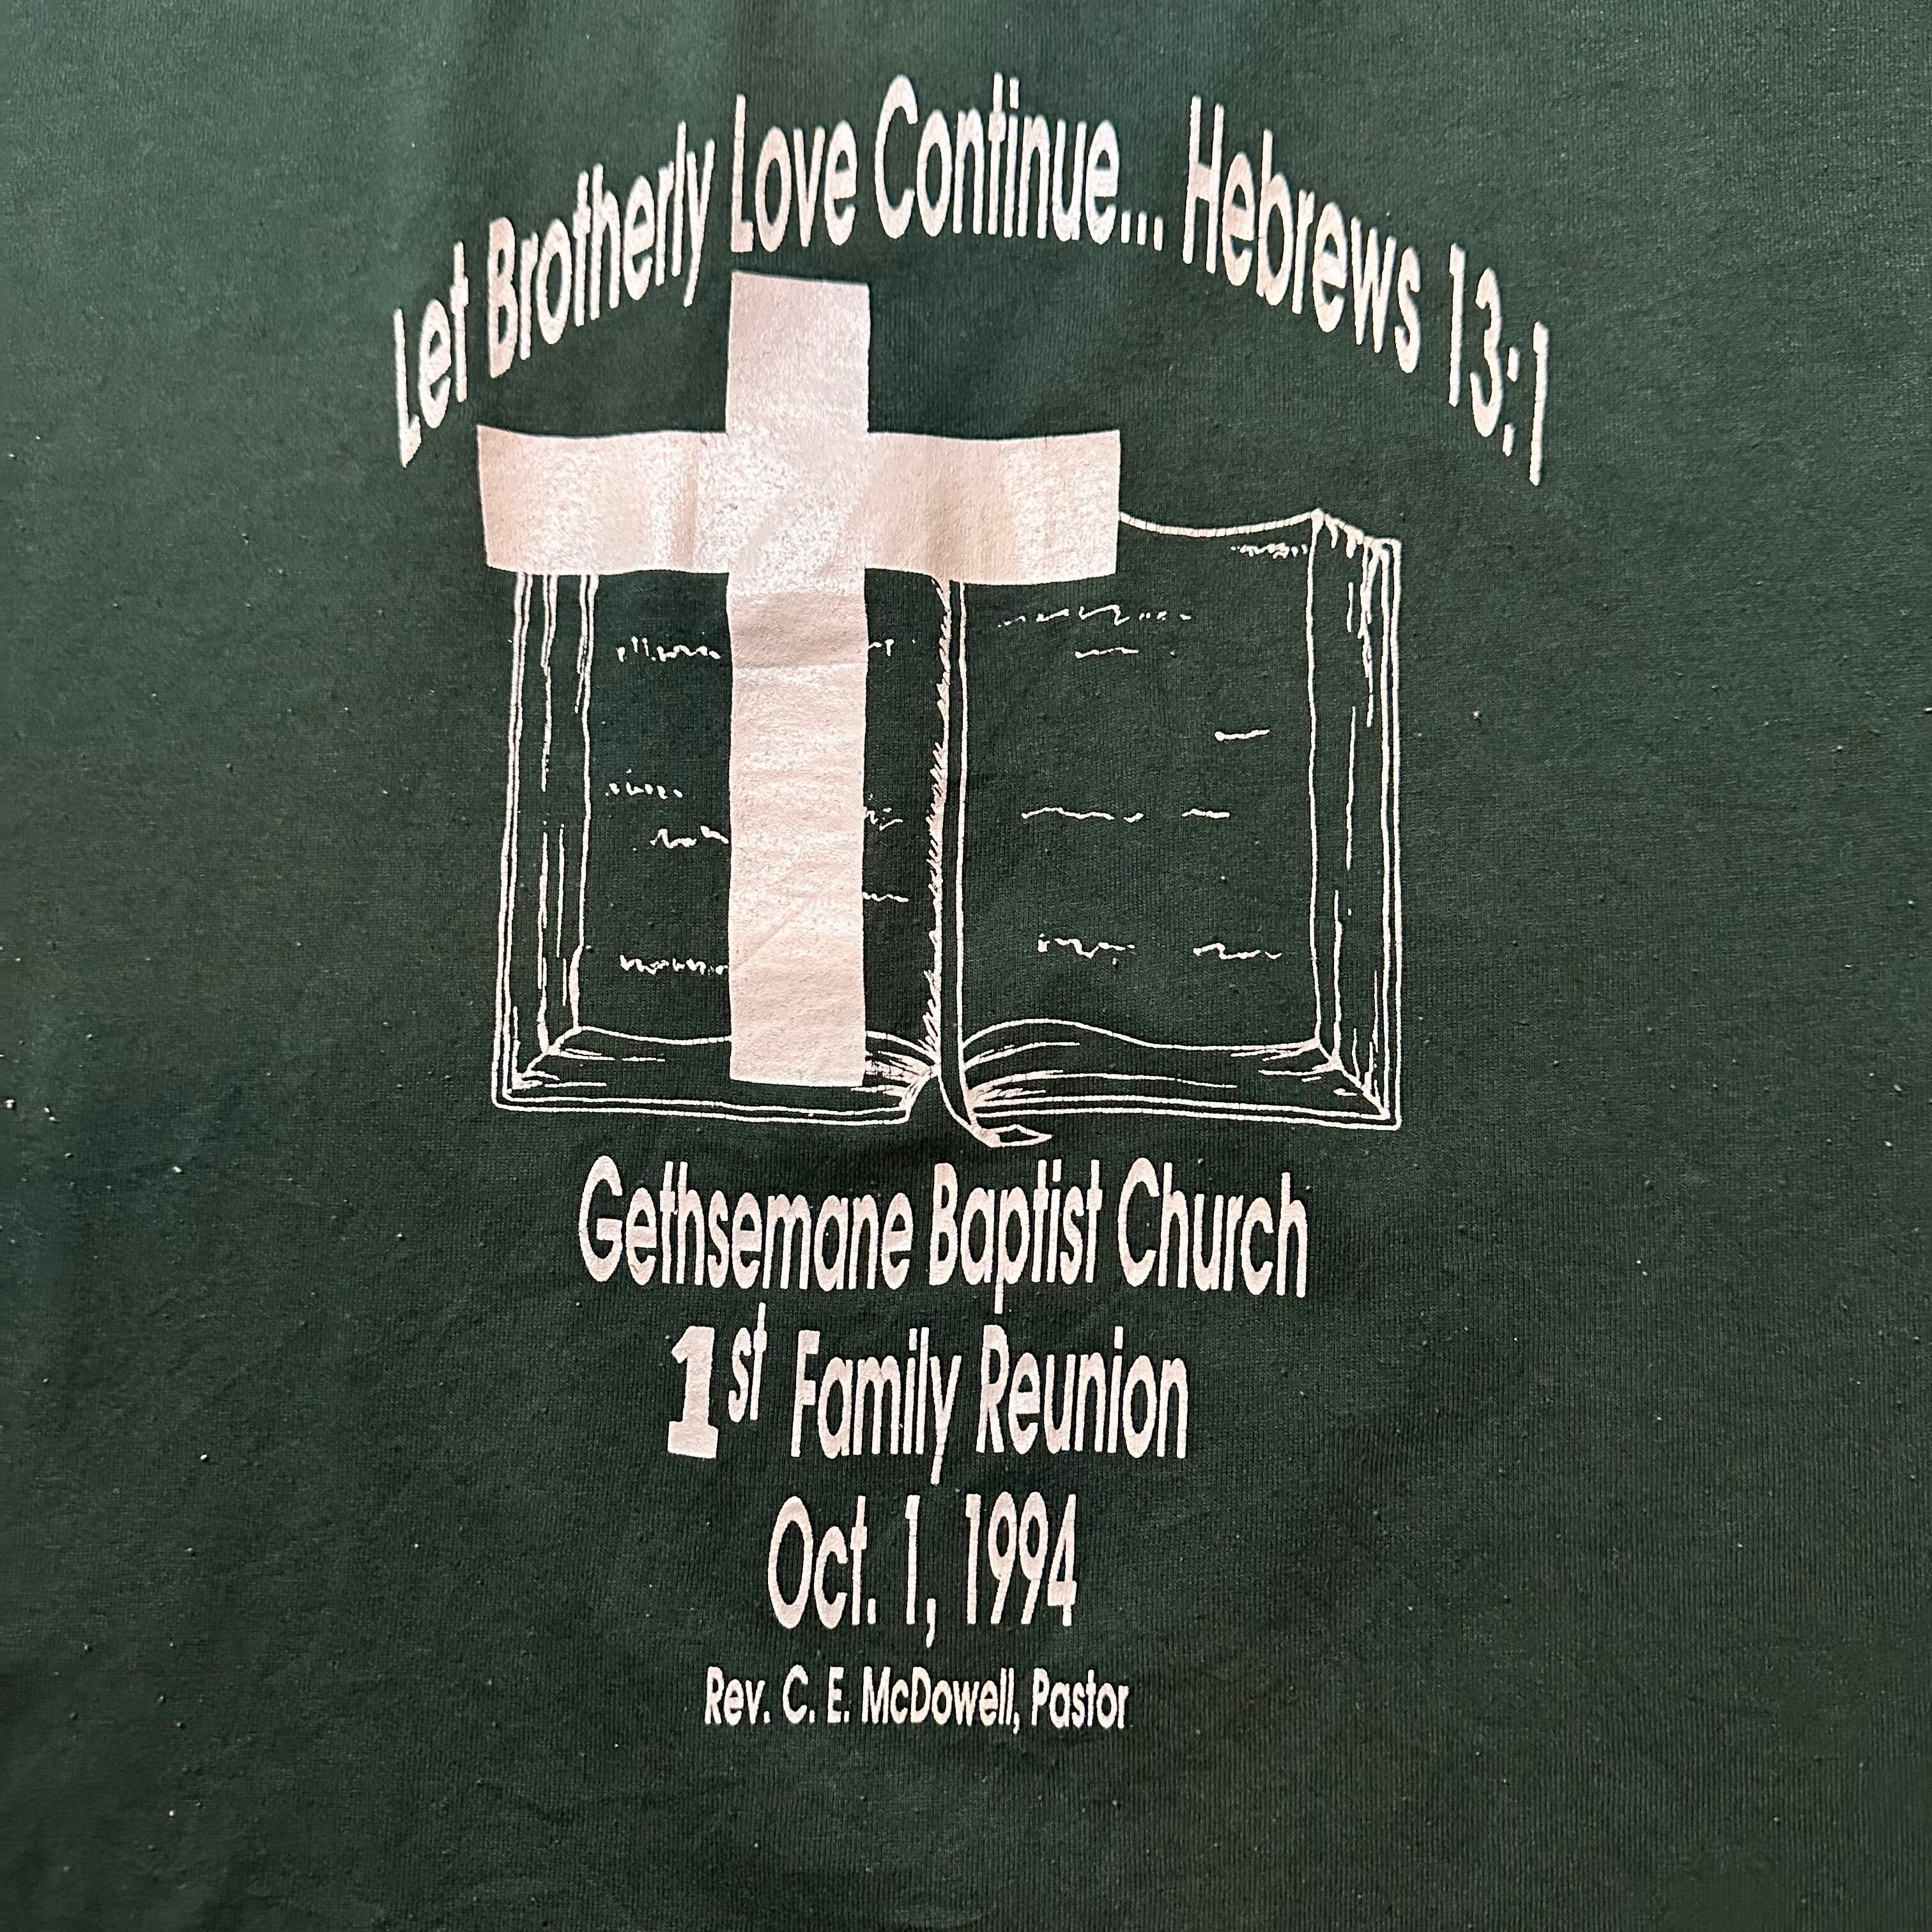 Let Brotherly Love Continue... Hebrews 13:1
Gethsemane Baptist Church
1st Family Reunion
Oct. 1, 1994
Rev. C. E. McDowell, Pastor